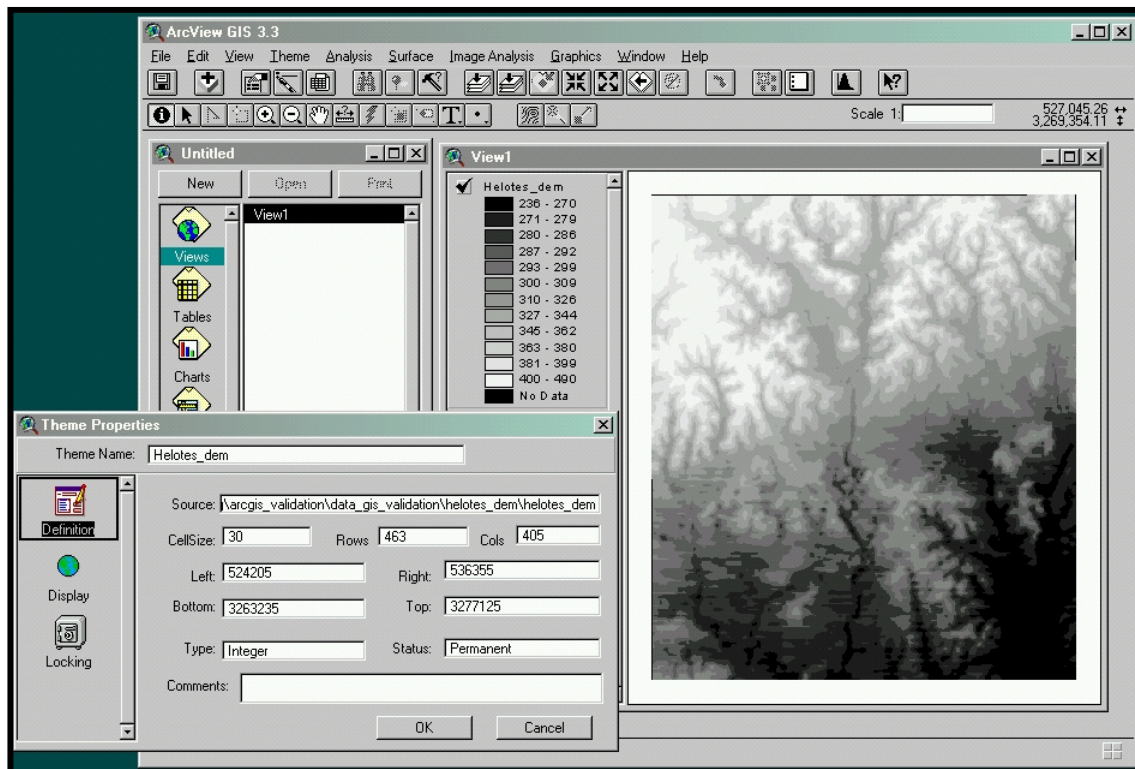 ArcView GIS 3.3
File Edit View Theme Analysis Surface Image Analysis Graphics Window Help
Scale 1:
527,045.26
3,269,354.11
Untitled
New Open Print
Views
Tables
Charts
View1
View1
Helotes_dem
236 - 270
271 - 279
280 - 286
287 - 292
293 - 299
300 - 309
310 - 326
327 - 344
345 - 362
363 - 380
381 - 399
400 - 490
No Data
Theme Properties
Theme Name: Helotes_dem
Definition
Display
Locking
Source: \arcgis_validation\data_gis_validation\helotes_dem\helotes_dem
CellSize: 30 Rows 463 Cols 405
Left: 524205 Right: 536355
Bottom: 3263235 Top: 3277125
Type: Integer Status: Permanent
Comments:
OK Cancel